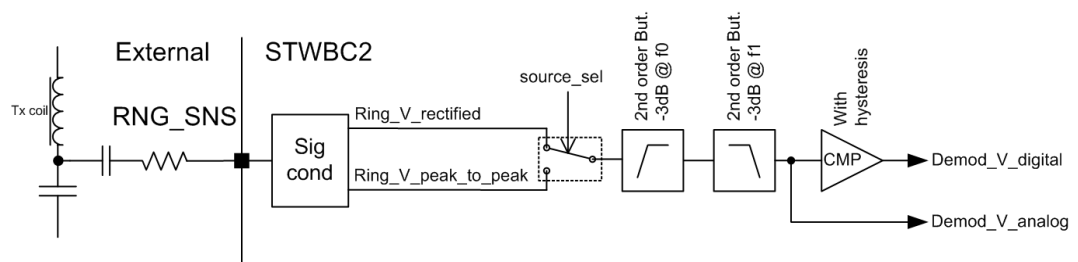 External
STWBC2
Tx coil
RNG_SNS
Sig
cond
Ring_V_rectified
Ring_V_peak_to_peak
source_sel
2nd order But.
-3dB @ f0
2nd order But.
-3dB @ f1
With
hysteresis
CMP
Demod_V_digital
Demod_V_analog